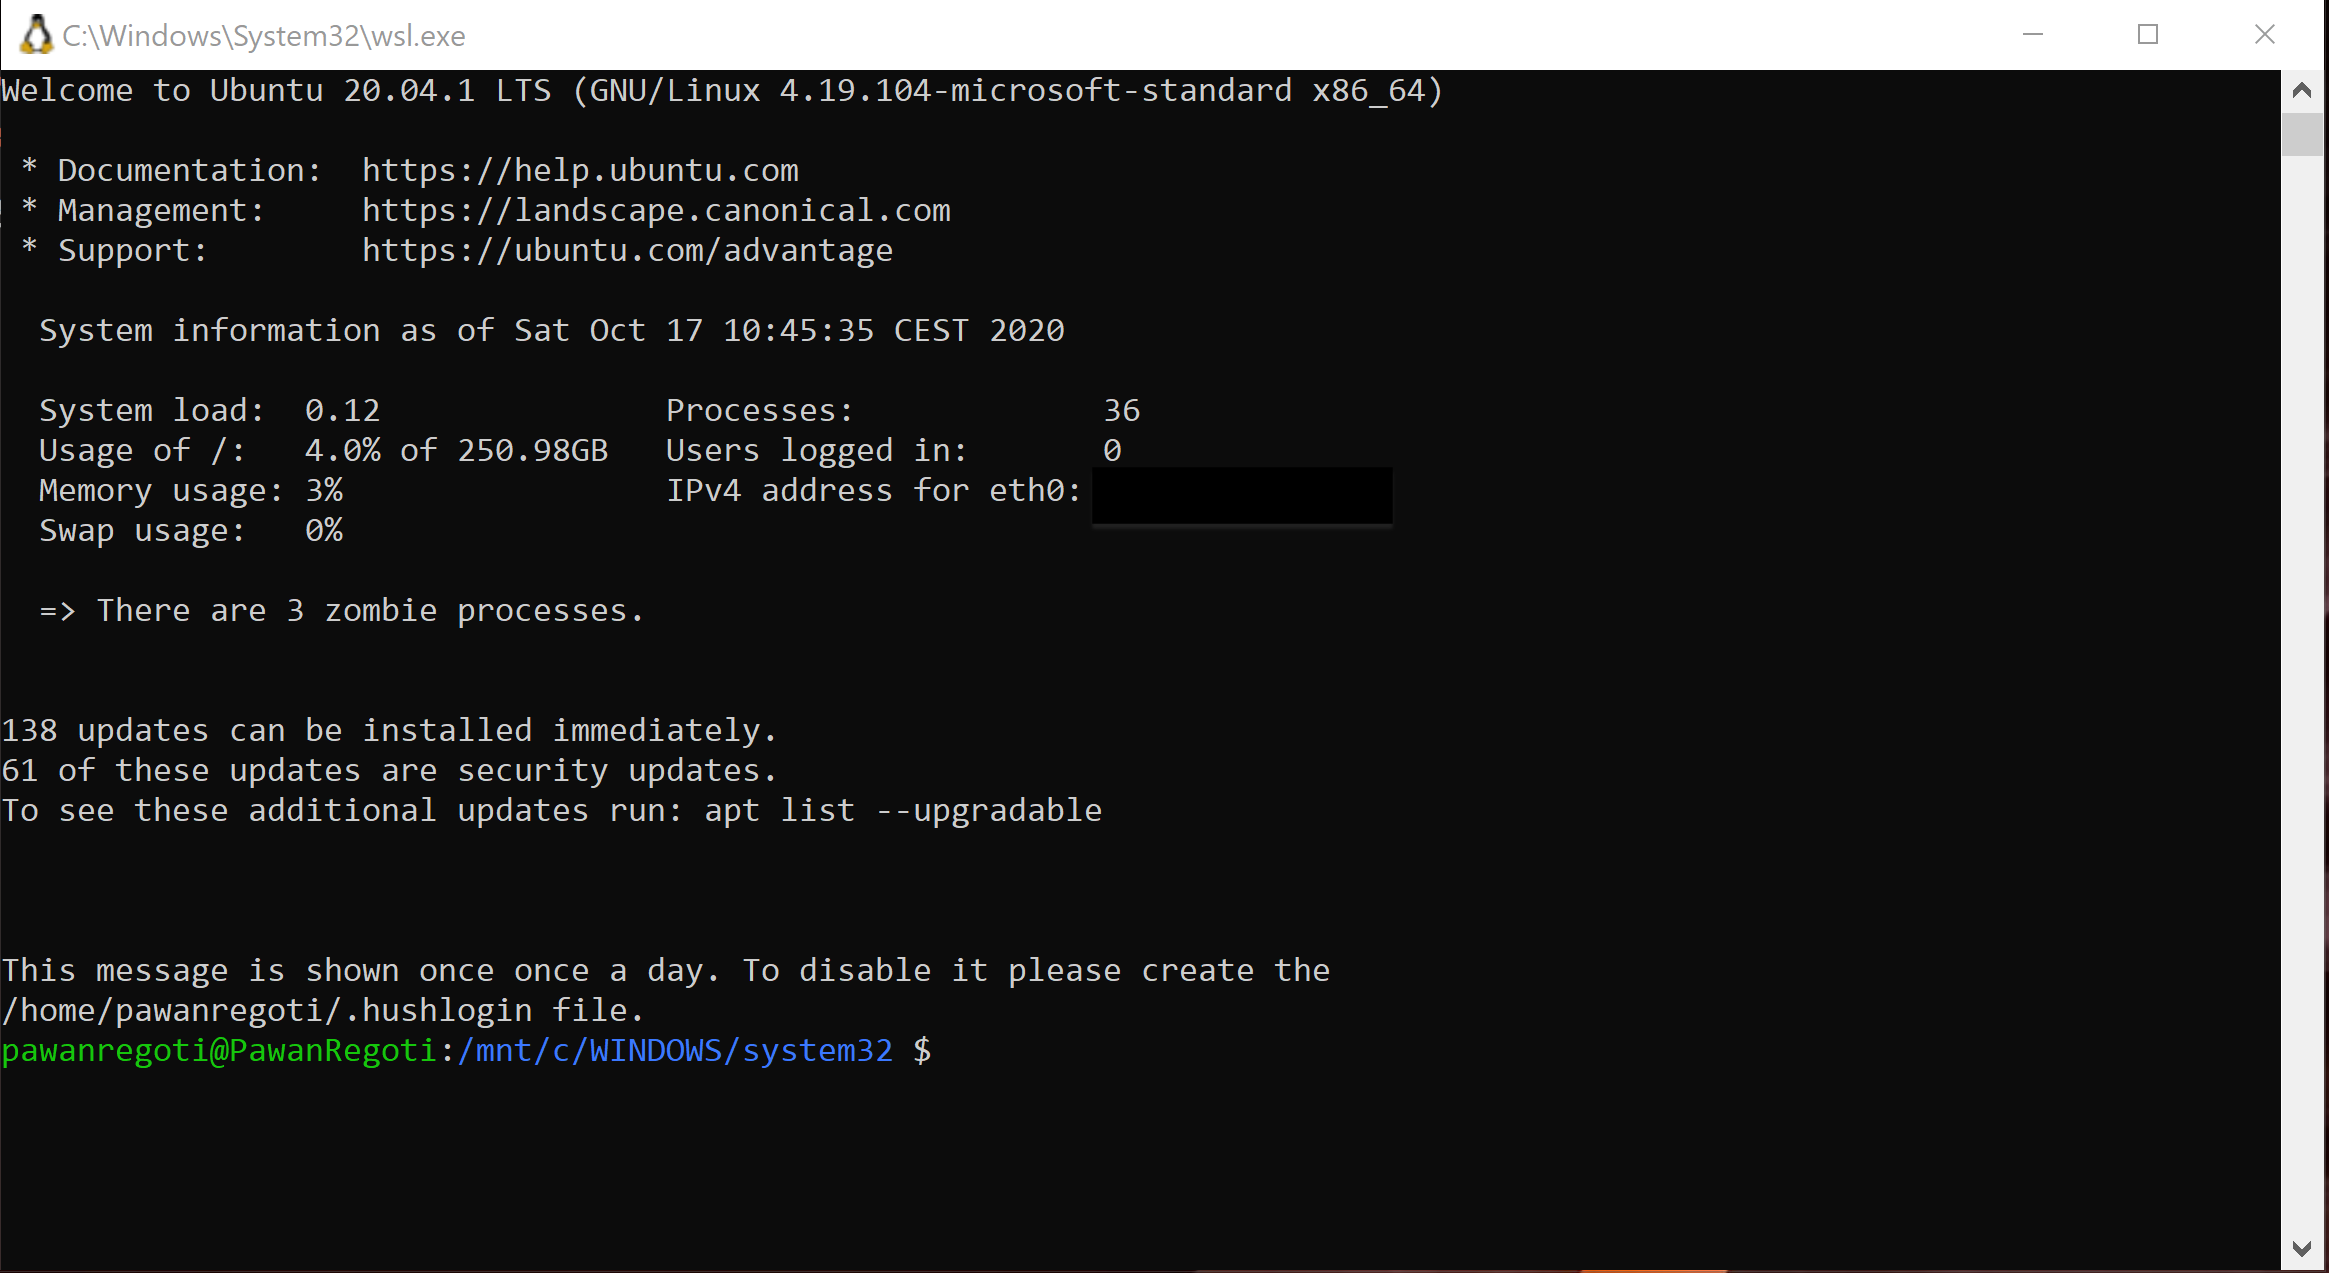 C:\Windows\System32\wsl.exe
Welcome to Ubuntu 20.04.1 LTS (GNU/Linux 4.19.104-microsoft-standard x86_64)
* Documentation:  https://help.ubuntu.com
* Management:     https://landscape.canonical.com
* Support:        https://ubuntu.com/advantage
System information as of Sat Oct 17 10:45:35 CEST 2020
System load:  0.12               Processes:             36
Usage of /:   4.0% of 250.98GB   Users logged in:       0
Memory usage: 3%                 IPv4 address for eth0:
Swap usage:   0%
=> There are 3 zombie processes.
138 updates can be installed immediately.
61 of these updates are security updates.
To see these additional updates run: apt list --upgradable
This message is shown once once a day. To disable it please create the
/home/pawanregoti/.hushlogin file.
pawanregoti@PawanRegoti:/mnt/c/WINDOWS/system32 $